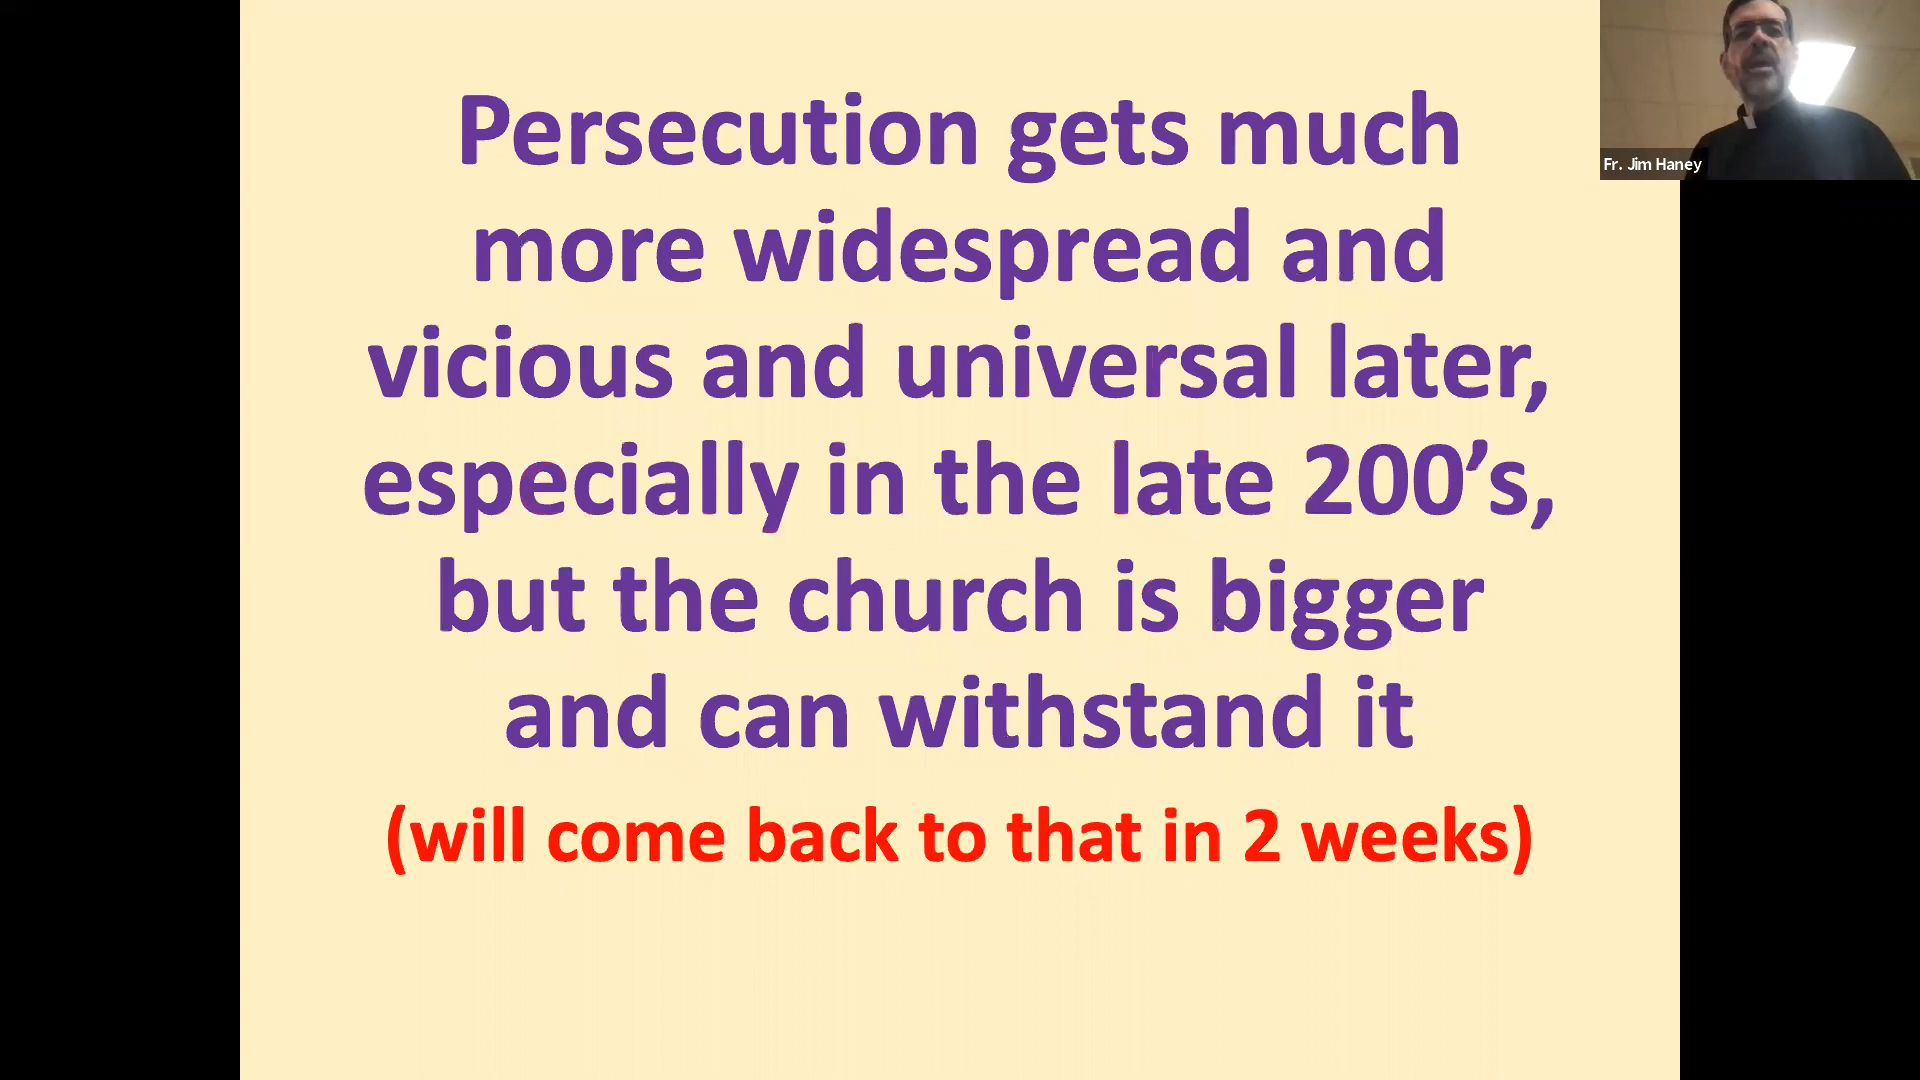 Persecution gets much
more widespread and
vicious and universal later,
especially in the late 200’s,
but the church is bigger
and can withstand it
(will come back to that in 2 weeks)
Fr. Jim Haney